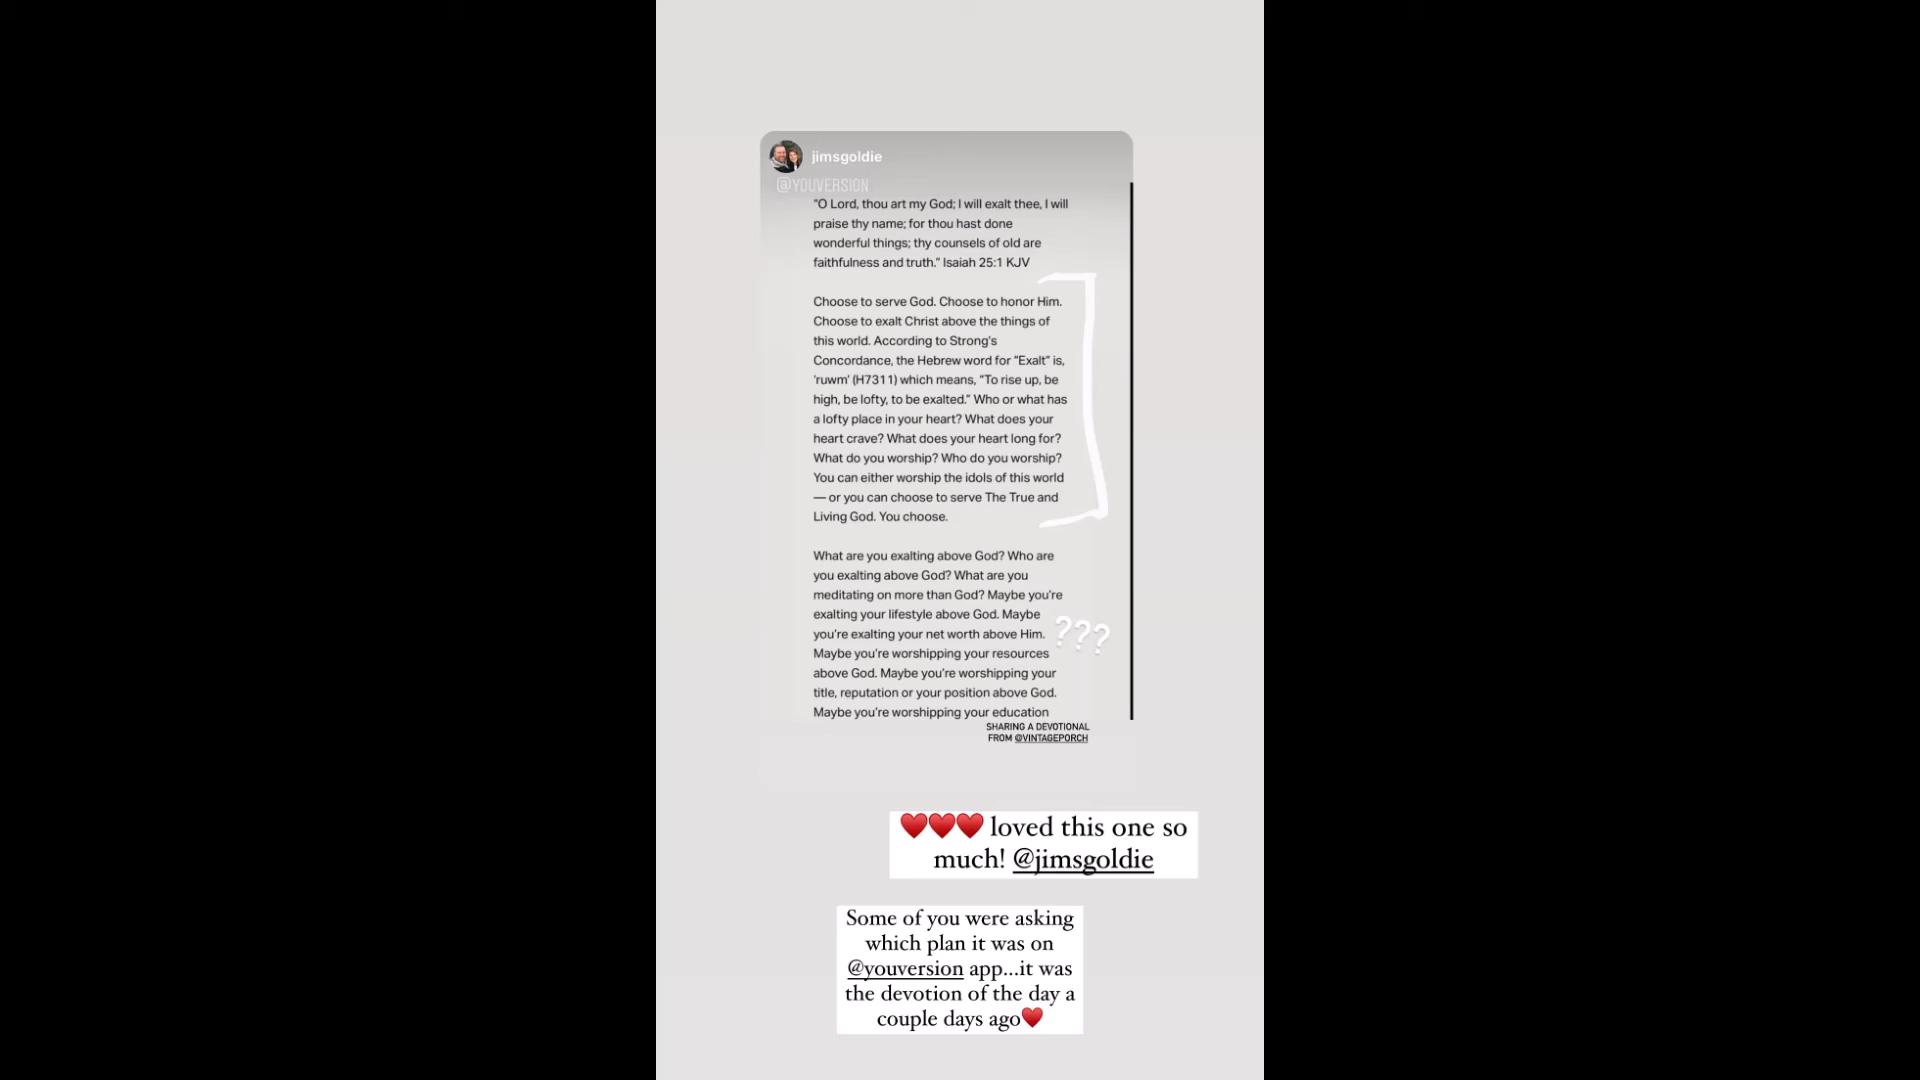 jimsgoldie
@YOUVERSION
“O Lord, thou art my God; I will exalt thee, I will
praise thy name; for thou hast done
wonderful things; thy counsels of old are
faithfulness and truth.” Isaiah 25:1 KJV
Choose to serve God. Choose to honor Him.
Choose to exalt Christ above the things of
this world. According to Strong’s
Concordance, the Hebrew word for “Exalt” is,
‘ruwm’ (H7311) which means, “To rise up, be
high, be lofty, to be exalted.” Who or what has
a lofty place in your heart? What does your
heart crave? What does your heart long for?
What do you worship? Who do you worship?
You can either worship the idols of this world
— or you can choose to serve The True and
Living God. You choose.
What are you exalting above God? Who are
you exalting above God? What are you
meditating on more than God? Maybe you’re
exalting your lifestyle above God. Maybe
you’re exalting your net worth above Him.
???
Maybe you’re worshipping your resources
above God. Maybe you’re worshipping your
title, reputation or your position above God.
Maybe you’re worshipping your education
SHARING A DEVOTIONAL
FROM @VINTAGEPORCH
♥️♥️♥️ loved this one so
much! @jimsgoldie
Some of you were asking
which plan it was on
@youversion app...it was
the devotion of the day a
couple days ago♥️